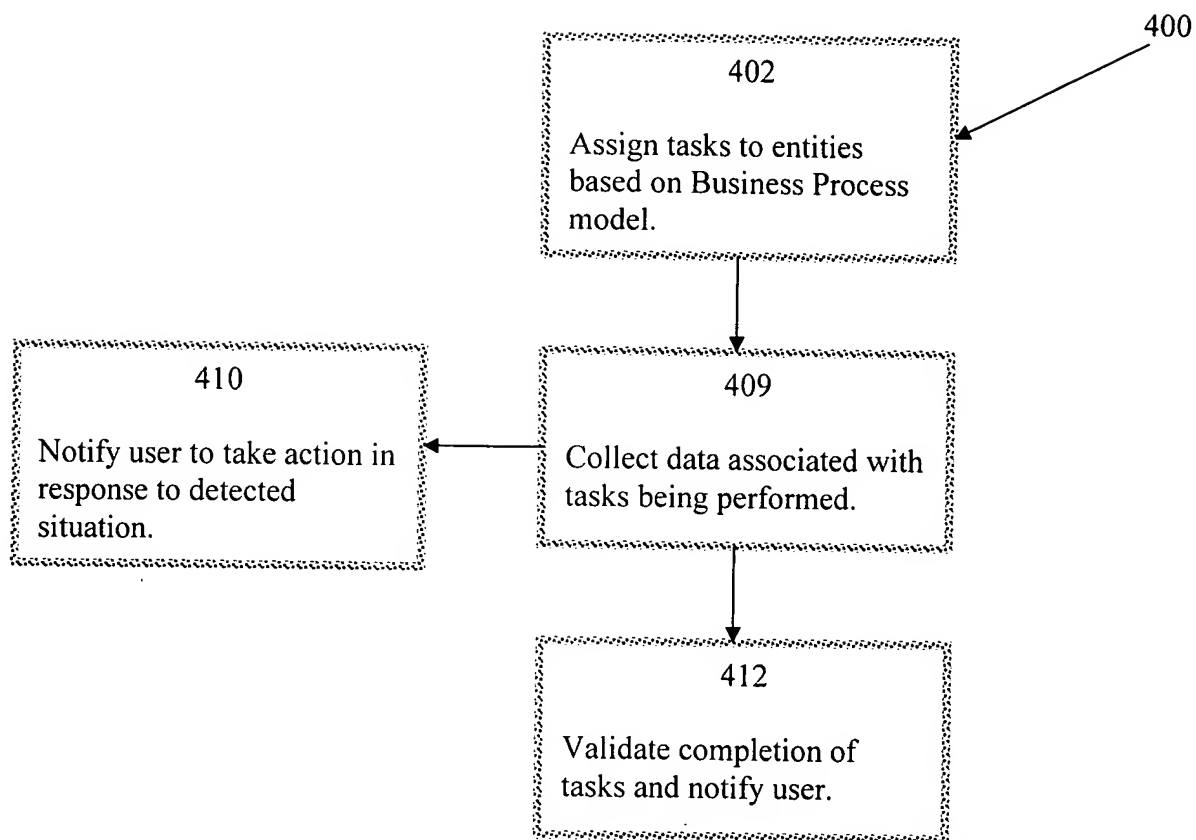 400
402
Assign tasks to entities
based on Business Process
model.
410
Notify user to take action in
response to detected
situation.
409
Collect data associated with
tasks being performed.
412
Validate completion of
tasks and notify user.